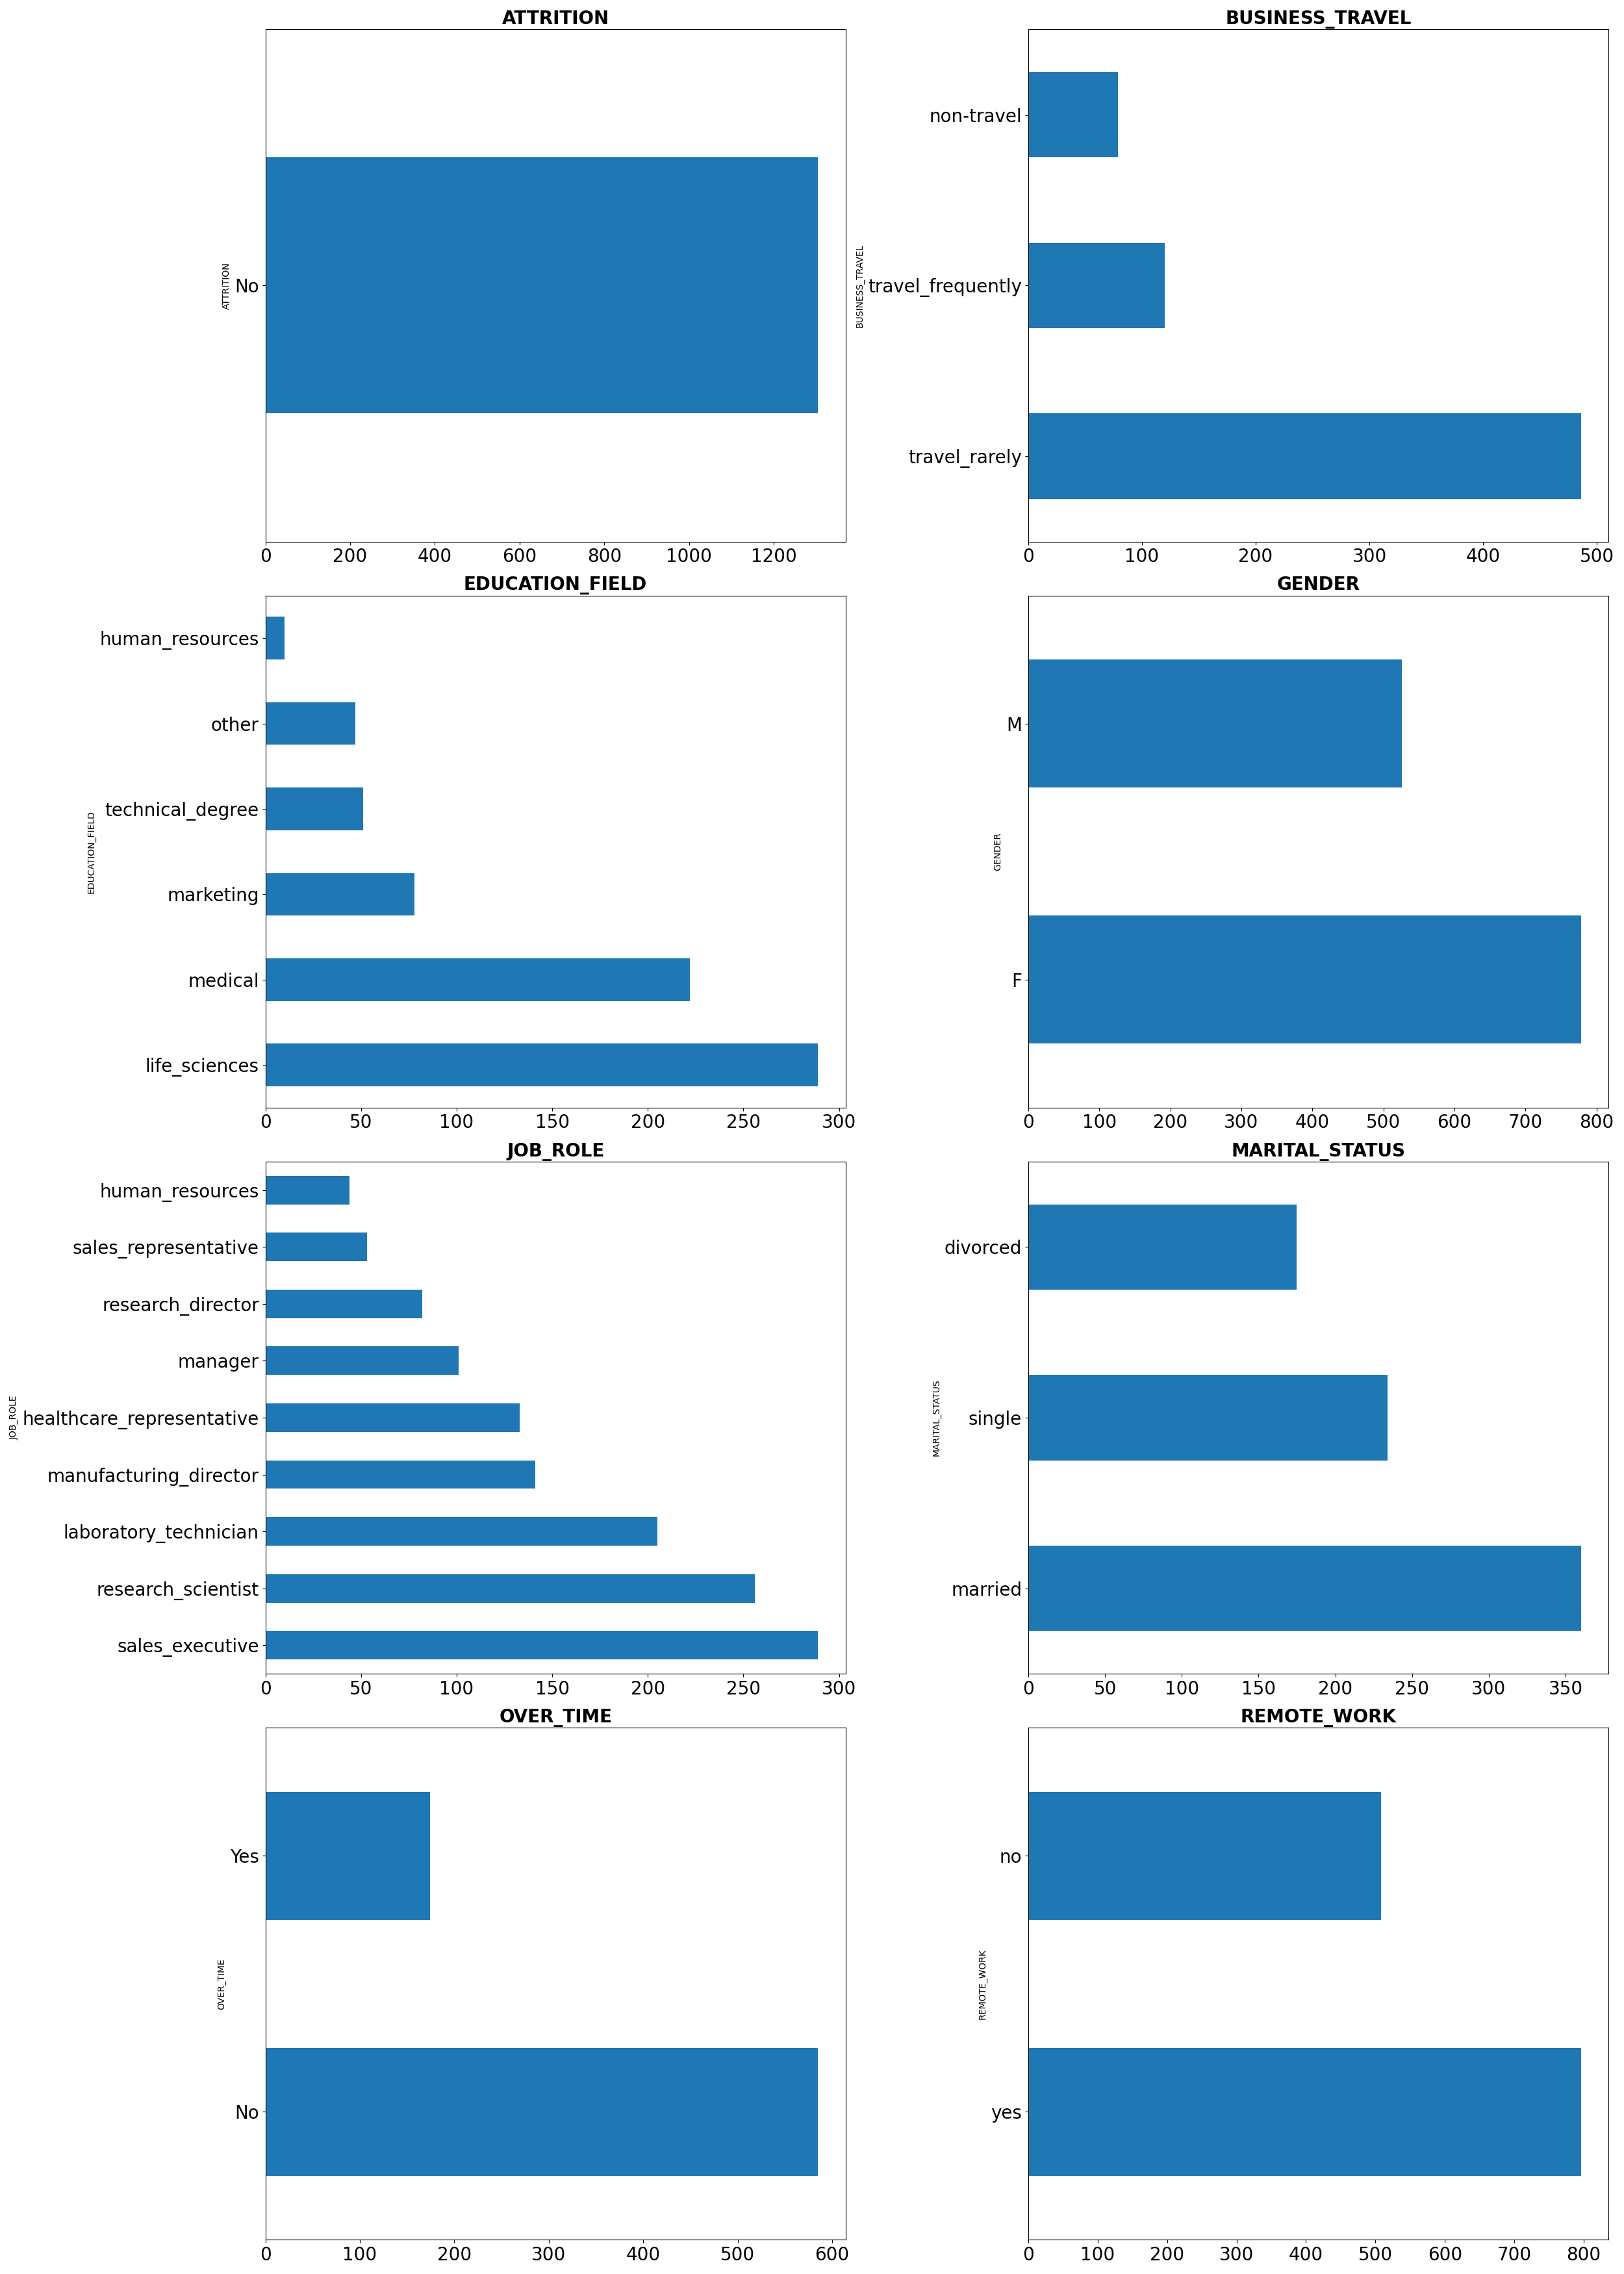 ATTRITION
ATTRITION
No
0 200 400 600 800 1000 1200
BUSINESS_TRAVEL
BUSINESS_TRAVEL
non-travel
travel_frequently
travel_rarely
0 100 200 300 400 500
EDUCATION_FIELD
EDUCATION_FIELD
human_resources
other
technical_degree
marketing
medical
life_sciences
0 50 100 150 200 250 300
GENDER
GENDER
M
F
0 100 200 300 400 500 600 700 800
JOB_ROLE
JOB_ROLE
human_resources
sales_representative
research_director
manager
healthcare_representative
manufacturing_director
laboratory_technician
research_scientist
sales_executive
0 50 100 150 200 250 300
MARITAL_STATUS
MARITAL_STATUS
divorced
single
married
0 50 100 150 200 250 300 350
OVER_TIME
OVER_TIME
Yes
No
0 100 200 300 400 500 600
REMOTE_WORK
REMOTE_WORK
no
yes
0 100 200 300 400 500 600 700 800